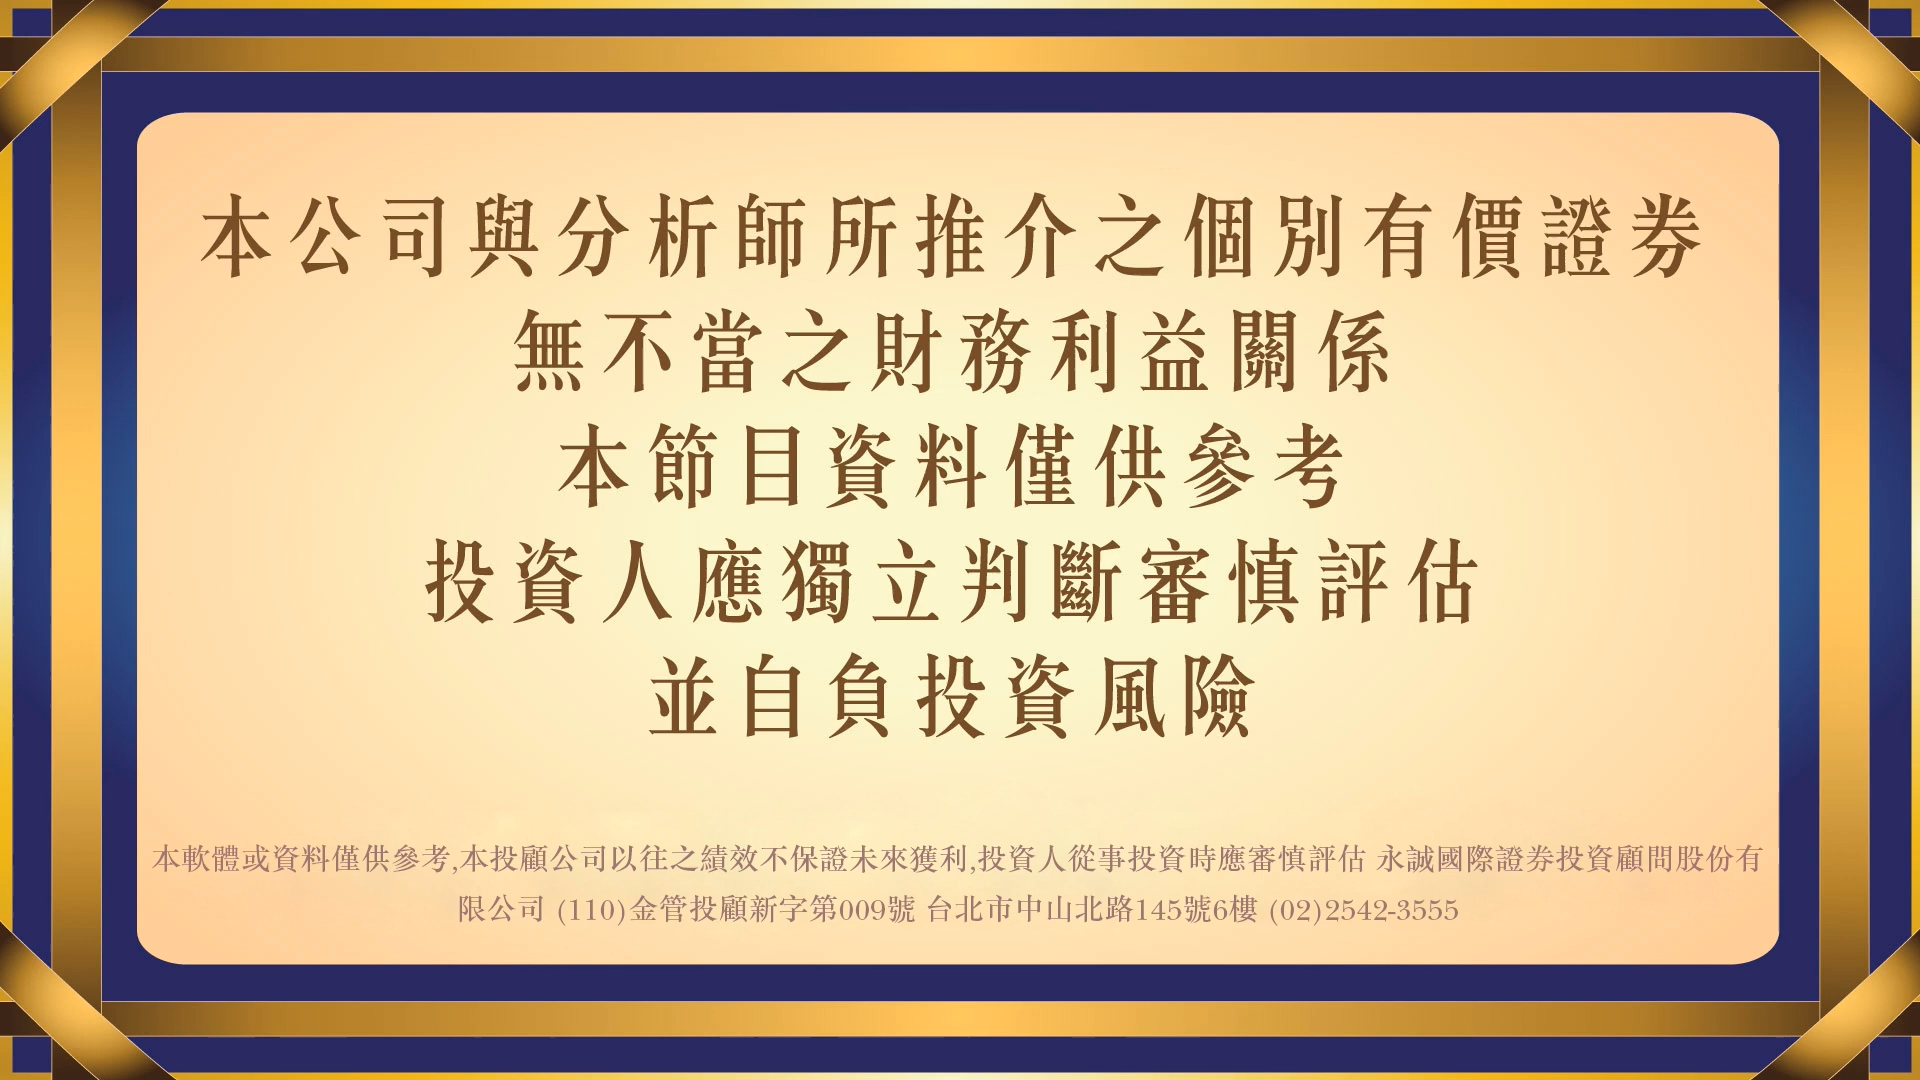 本公司與分析師所推介之個別有價證券
無不當之財務利益關係
本節目資料僅供參考
投資人應獨立判斷審慎評估
並自負投資風險
本軟體或資料僅供參考,本投顧公司以往之績效不保證未來獲利,投資人從事投資時應審慎評估 永誠國際證券投資顧問股份有
限公司 (110)金管投顧新字第009號 台北市中山北路145號6樓 (02)2542-3555